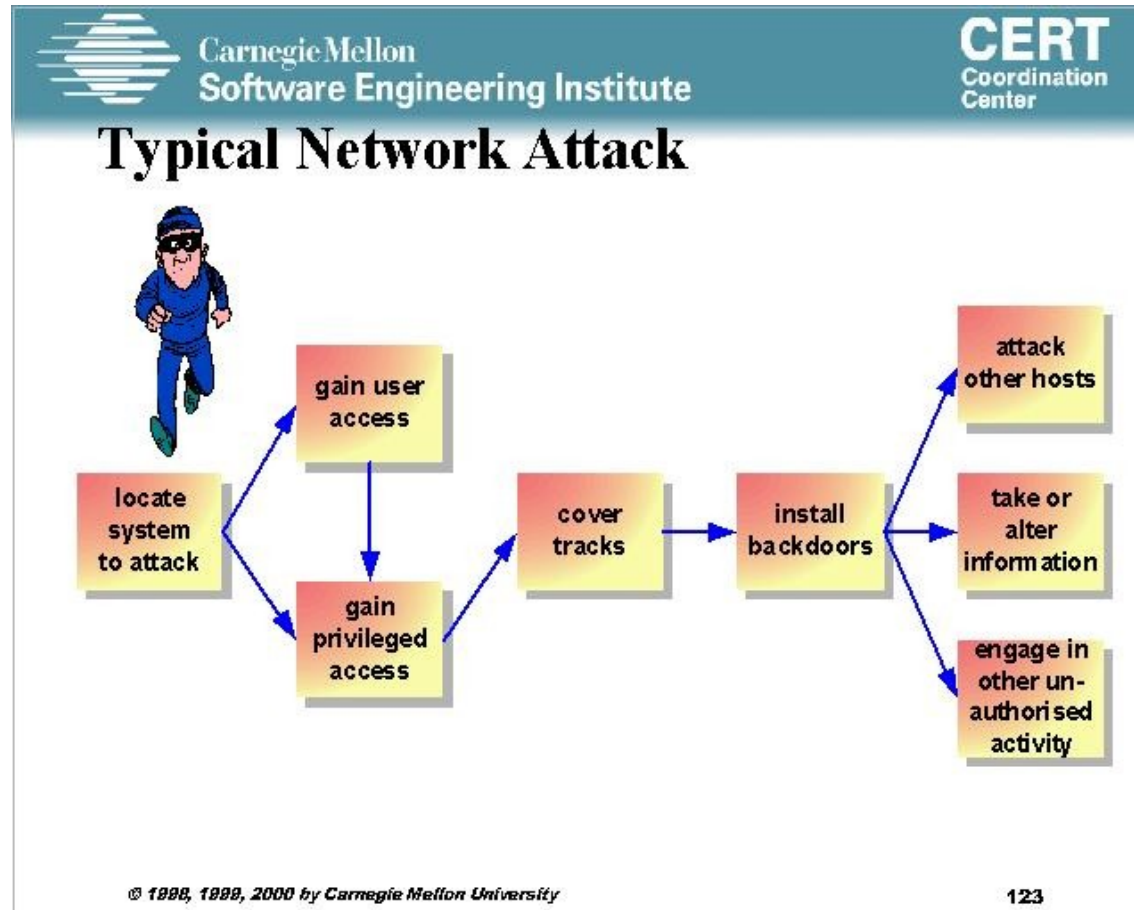 Carnegie Mellon
Software Engineering Institute
CERT
Coordination
Center
Typical Network Attack
locate
system
to attack
gain user
access
gain
privileged
access
cover
tracks
install
backdoors
attack
other hosts
take or
alter
information
engage in
other un-
authorised
activity
© 1998, 1999, 2000 by Carnegie Mellon University
123